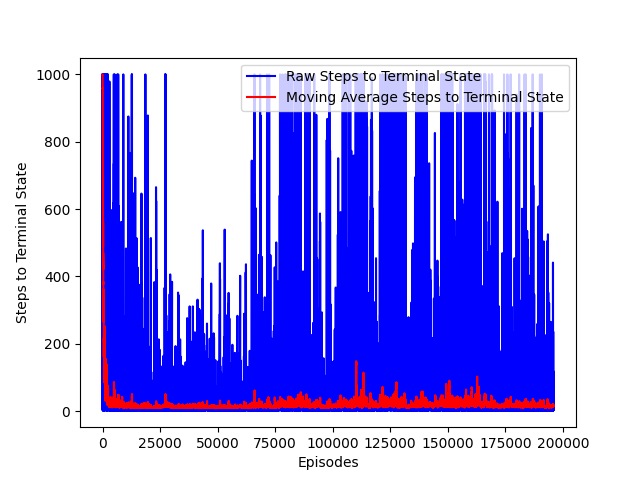 Raw Steps to Terminal State
Moving Average Steps to Terminal State
1000
800
600
400
200
0
Steps to Terminal State
0 25000 50000 75000 100000 125000 150000 175000 200000
Episodes